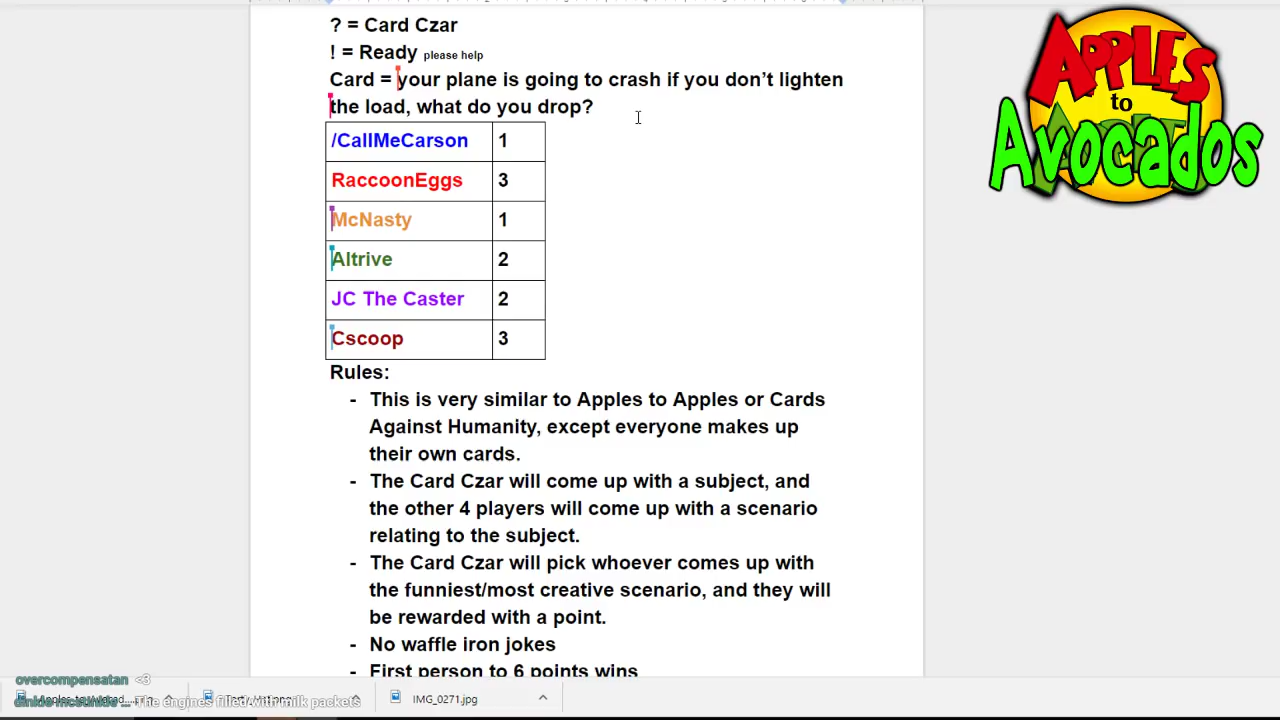 ? = Card Czar
! = Ready please help
Card = your plane is going to crash if you don't lighten
the load, what do you drop?
/CallMeCarson 1
RaccoonEggs 3
McNasty 1
Altrive 2
JC The Caster 2
Cscoop 3
Rules:
- This is very similar to Apples to Apples or Cards
Against Humanity, except everyone makes up
their own cards.
- The Card Czar will come up with a subject, and
the other 4 players will come up with a scenario
relating to the subject.
- The Card Czar will pick whoever comes up with
the funniest/most creative scenario, and they will
be rewarded with a point.
- No waffle iron jokes
- First person to 6 points wins
APPLES
to
Avocados
overcompensatan <3
The engines filled with milk packets
IMG_0271.jpg